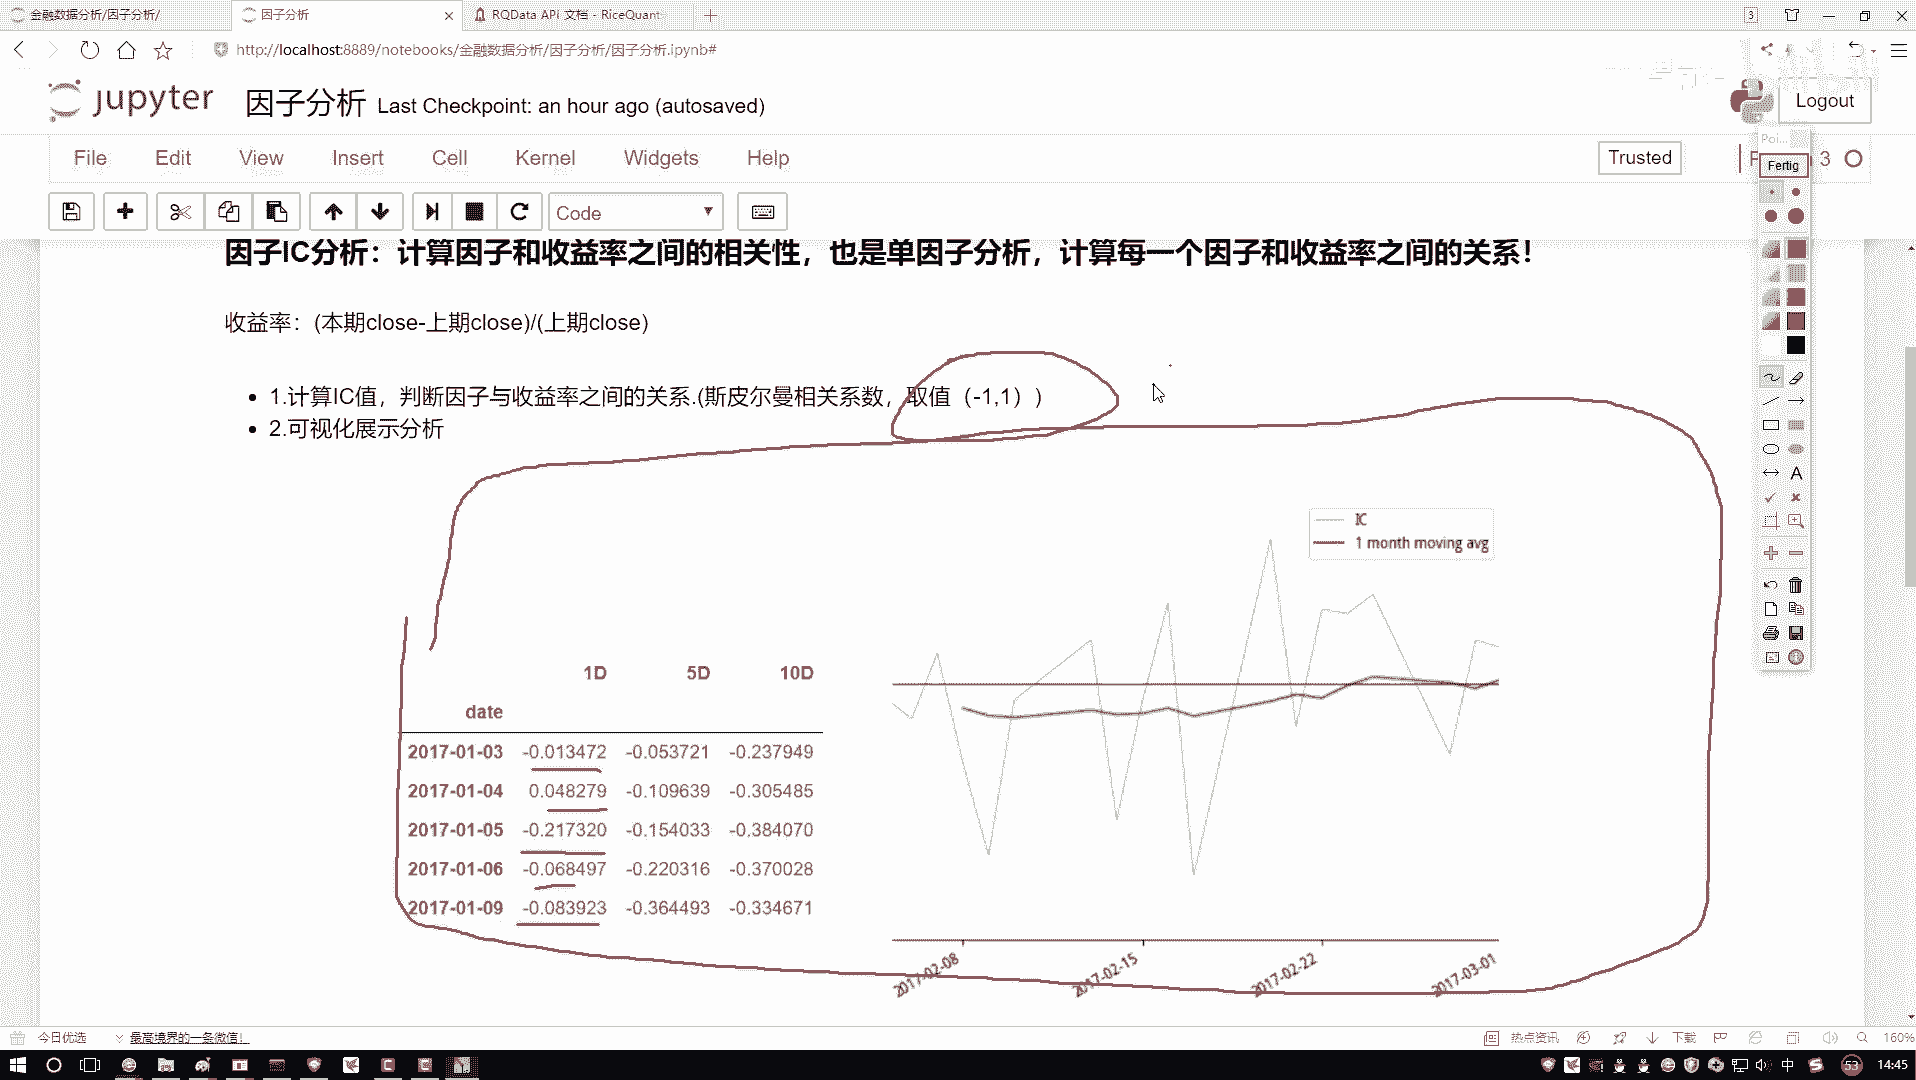 金融数据分析/因子分析/
因子分析
RQData API 文档 - RiceQuant
3
http://localhost:8889/notebooks/金融数据分析/因子分析/因子分析.ipynb#
jupyter 因子分析 Last Checkpoint: an hour ago (autosaved)
Logout
File Edit View Insert Cell Kernel Widgets Help
Trusted
3
Poi...
Fertig
Code
因子IC分析：计算因子和收益率之间的相关性，也是单因子分析，计算每一个因子和收益率之间的关系！
收益率：(本期close-上期close)/(上期close)
1.计算IC值，判断因子与收益率之间的关系.(斯皮尔曼相关系数，取值（-1,1）)
2.可视化展示分析
IC
1 month moving avg
1D 5D 10D
date
2017-01-03 -0.013472 -0.053721 -0.237949
2017-01-04 0.048279 -0.109639 -0.305485
2017-01-05 -0.217320 -0.154033 -0.384070
2017-01-06 -0.068497 -0.220316 -0.370028
2017-01-09 -0.083923 -0.364493 -0.334671
2017-02-08 2017-02-15 2017-02-22 2017-03-01
A
今日优选
最高境界的一条微信！
热点资讯
下载
160%
中
53
14:45